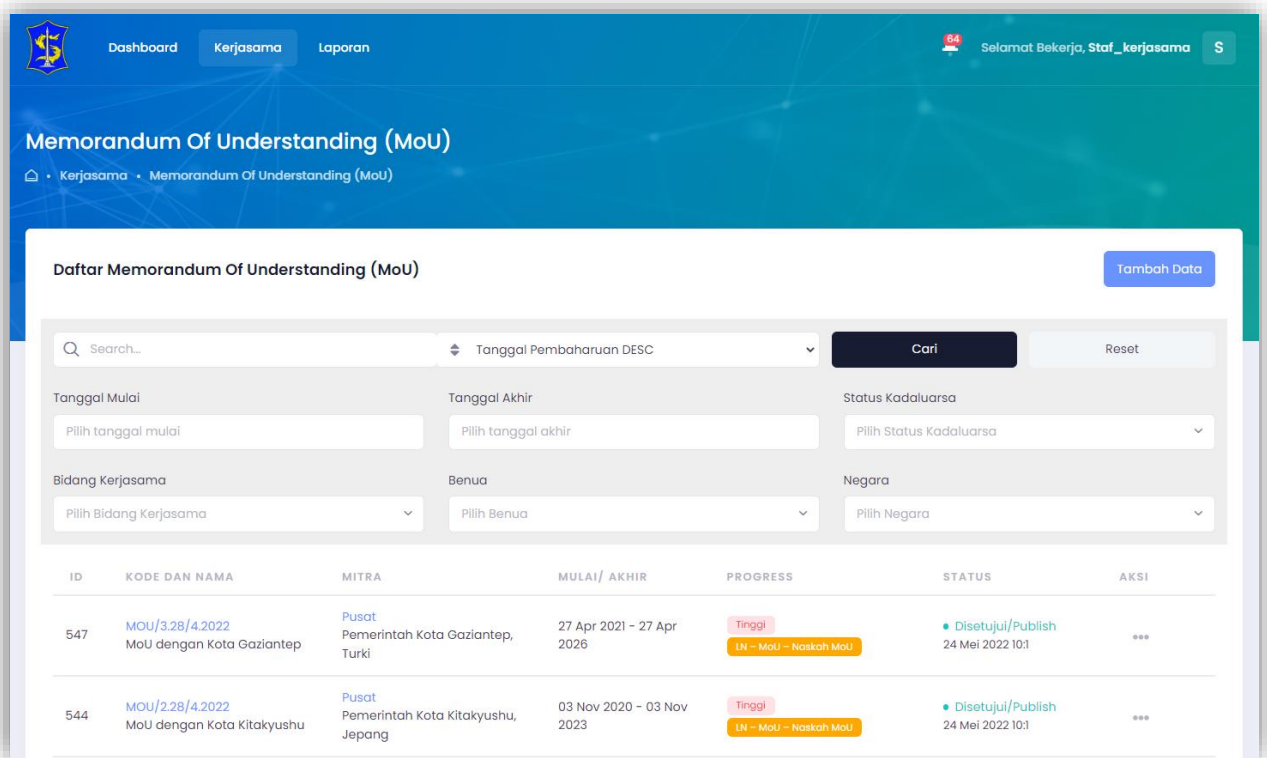 Dashboard Kerjasama Laporan 64 Selamat Bekerja, Staf_kerjasama S
Memorandum Of Understanding (MoU)
Kerjasama • Memorandum Of Understanding (MoU)
Daftar Memorandum Of Understanding (MoU) Tambah Data
Search... Tanggal Pembaharuan DESC Cari Reset
Tanggal Mulai Tanggal Akhir Status Kadaluarsa
Pilih tanggal mulai Pilih tanggal akhir Pilih Status Kadaluarsa
Bidang Kerjasama Benua Negara
Pilih Bidang Kerjasama Pilih Benua Pilih Negara
ID KODE DAN NAMA MITRA MULAI/ AKHIR PROGRESS STATUS AKSI
547
MOU/3.28/4.2022
MoU dengan Kota Gaziantep
Pusat
Pemerintah Kota Gaziantep,
Turki
27 Apr 2021 - 27 Apr
2026
Tinggi
LN – MoU – Naskah MoU
Disetujui/Publish
24 Mei 2022 10:1
544
MOU/2.28/4.2022
MoU dengan Kota Kitakyushu
Pusat
Pemerintah Kota Kitakyushu,
Jepang
03 Nov 2020 - 03 Nov
2023
Tinggi
LN – MoU – Naskah MoU
Disetujui/Publish
24 Mei 2022 10:1